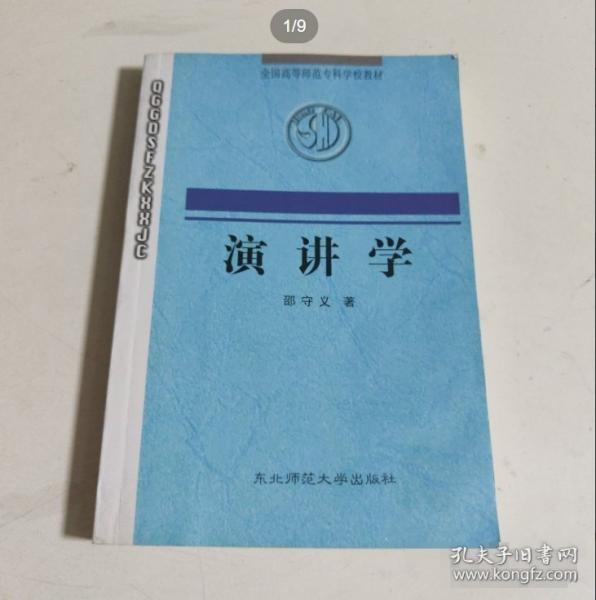 1/9
全国高等师范专科学校教材
QGGDSFZKXXJC
SH
演讲学
邵守义 著
东北师范大学出版社
孔夫子旧书网
www.kongfz.com